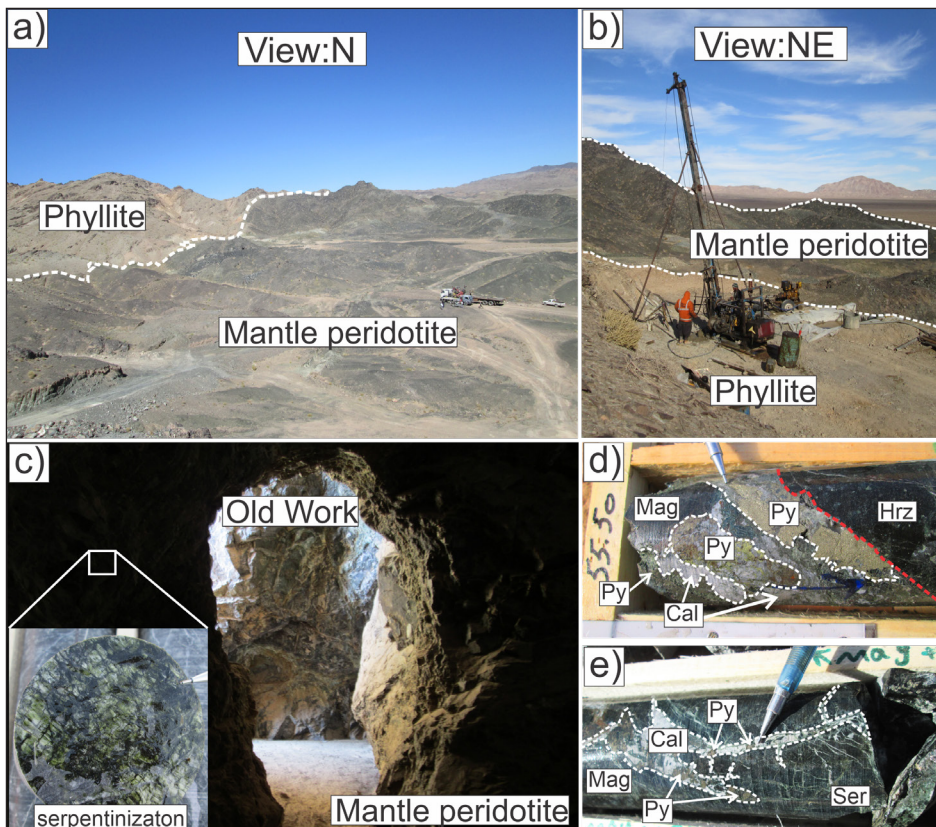 a)
View:N
Phyllite
Mantle peridotite
b)
View:NE
Mantle peridotite
Phyllite
c)
Old Work
serpentinizaton
Mantle peridotite
d)
55.50
Mag
Py
Hrz
Py
Py
Cal
e)
Kmag
Py
Cal
Mag
Py
Ser